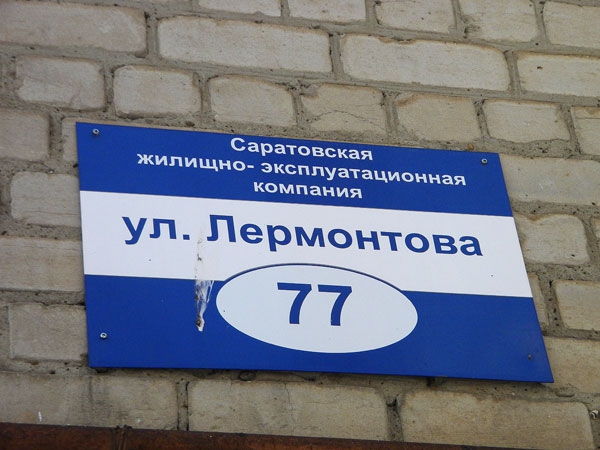 Саратовская
жилищно- эксплуатационная
компания
ул. Лермонтова
77